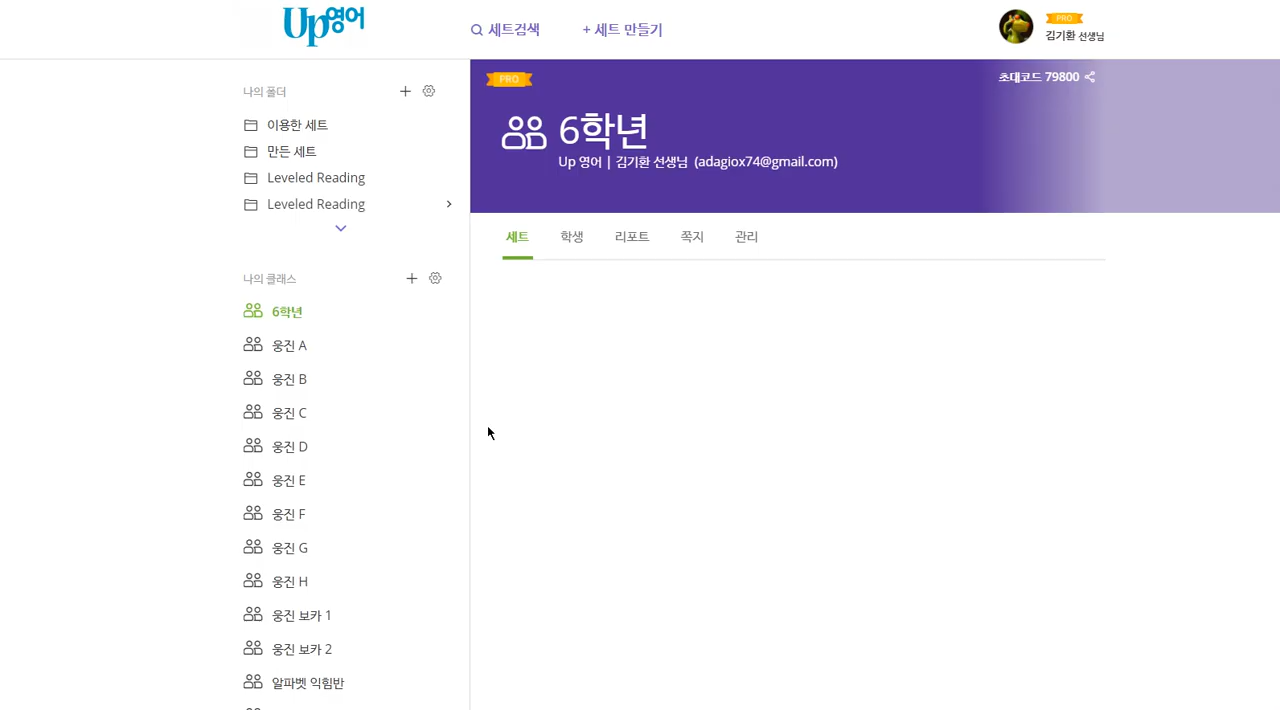 Up영어
세트검색
+ 세트 만들기
PRO
김기환 선생님
나의 폴더
이용한 세트
만든 세트
Leveled Reading
Leveled Reading
나의 클래스
6학년
웅진 A
웅진 B
웅진 C
웅진 D
웅진 E
웅진 F
웅진 G
웅진 H
웅진 보카 1
웅진 보카 2
알파벳 익힘반
PRO
초대코드 79800
6학년
Up 영어 | 김기환 선생님 (adagiox74@gmail.com)
세트 학생 리포트 쪽지 관리